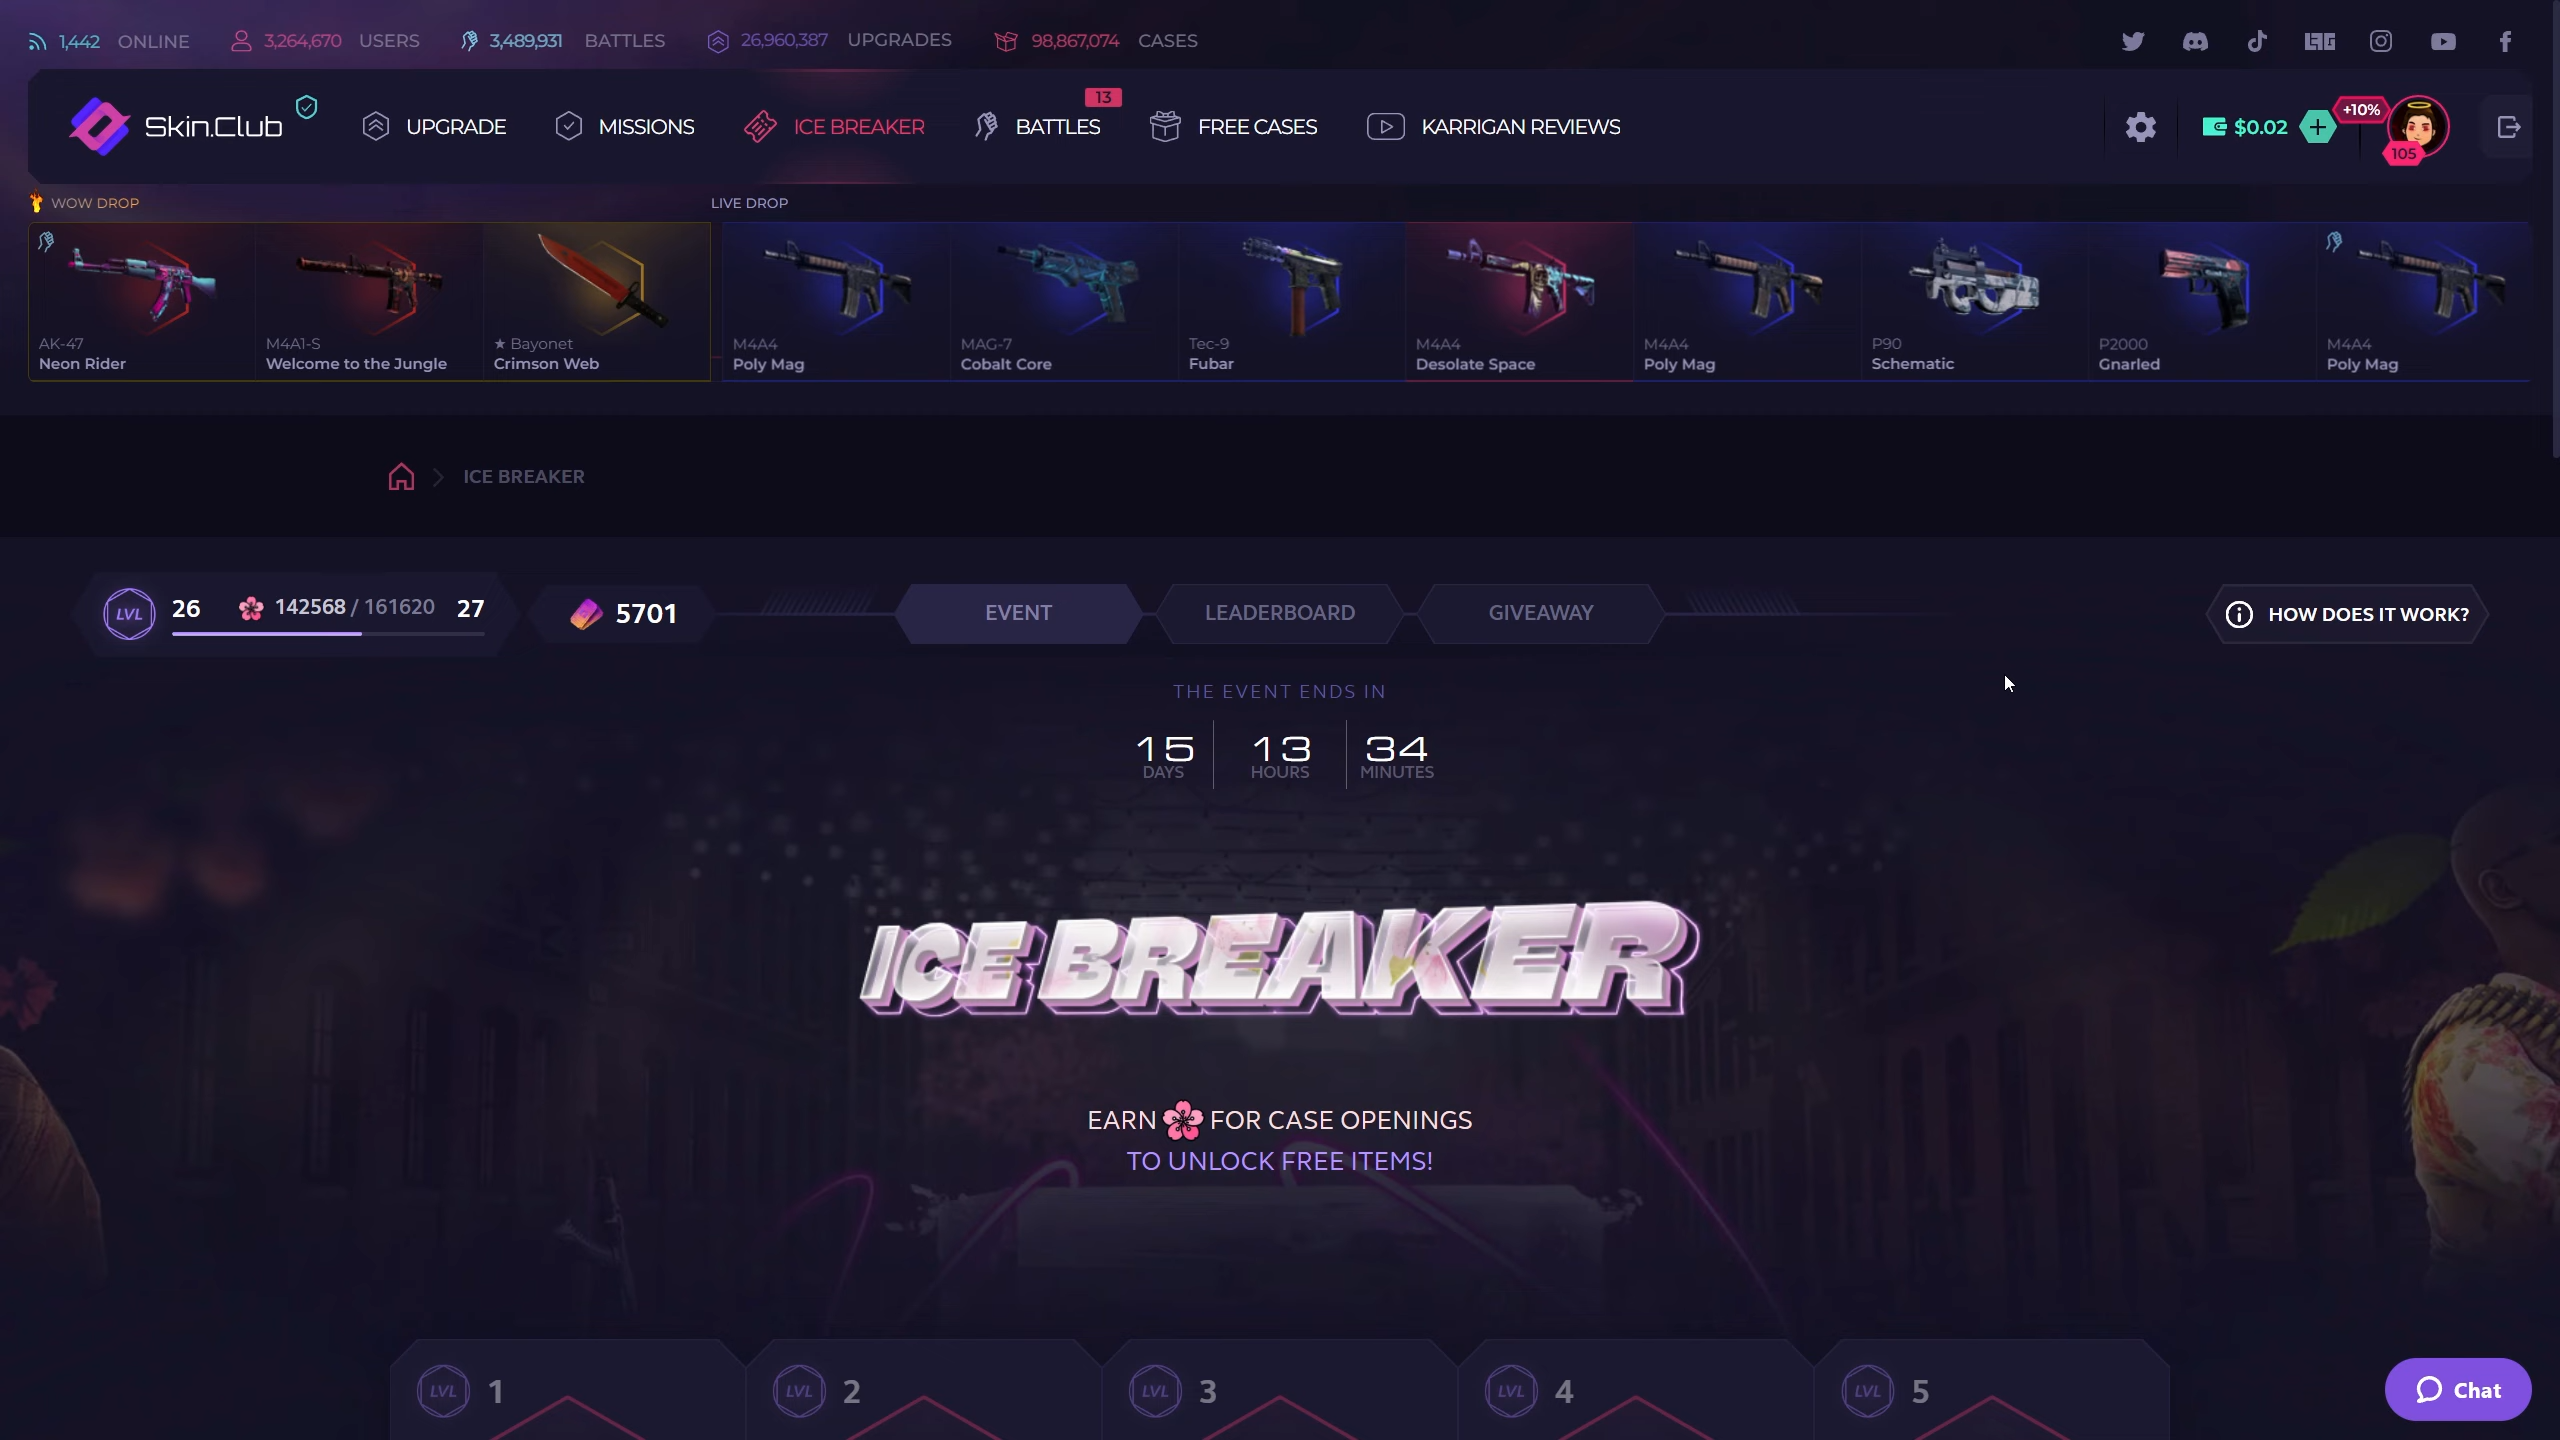 1,442 ONLINE 3,264,670 USERS 3,489,931 BATTLES 26,960,387 UPGRADES 98,867,074 CASES
Skin.Club UPGRADE MISSIONS ICE BREAKER 13 BATTLES FREE CASES KARRIGAN REVIEWS $0.02 + +10% 105
WOW DROP LIVE DROP
AK-47
Neon Rider
M4A1-S
Welcome to the Jungle
★ Bayonet
Crimson Web
M4A4
Poly Mag
MAG-7
Cobalt Core
Tec-9
Fubar
M4A4
Desolate Space
M4A4
Poly Mag
P90
Schematic
P2000
Gnarled
M4A4
Poly Mag
ICE BREAKER
LVL 26 142568 / 161620 27 5701 EVENT LEADERBOARD GIVEAWAY HOW DOES IT WORK?
THE EVENT ENDS IN
15 13 34
DAYS HOURS MINUTES
ICE BREAKER
EARN FOR CASE OPENINGS
TO UNLOCK FREE ITEMS!
LVL 1 LVL 2 LVL 3 LVL 4 LVL 5
Chat